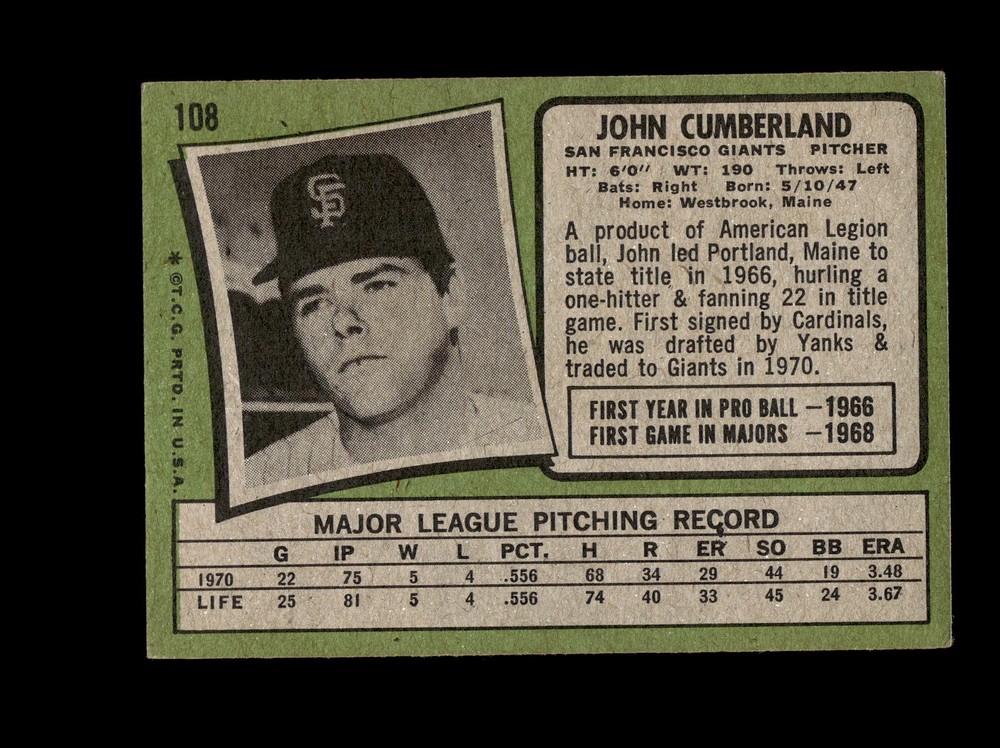 108
SF
* ©T.C.G. PRTD. IN U.S.A.
JOHN CUMBERLAND
SAN FRANCISCO GIANTS PITCHER
HT: 6'0" WT: 190 Throws: Left
Bats: Right Born: 5/10/47
Home: Westbrook, Maine
A product of American Legion
ball, John led Portland, Maine to
state title in 1966, hurling a
one-hitter & fanning 22 in title
game. First signed by Cardinals,
he was drafted by Yanks &
traded to Giants in 1970.
FIRST YEAR IN PRO BALL —1966
FIRST GAME IN MAJORS —1968
MAJOR LEAGUE PITCHING RECORD
G IP W L PCT. H R ER SO BB ERA
1970 22 75 5 4 .556 68 34 29 44 19 3.48
LIFE 25 81 5 4 .556 74 40 33 45 24 3.67